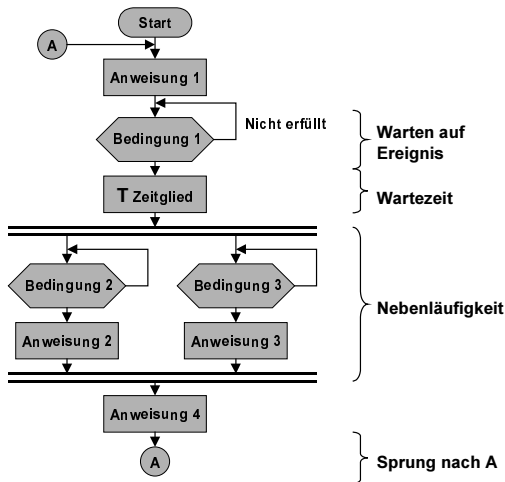 Start
A
Anweisung 1
Nicht erfüllt
Bedingung 1
Warten auf
Ereignis
T Zeitglied
Wartezeit
Bedingung 2
Bedingung 3
Nebenläufigkeit
Anweisung 2
Anweisung 3
Anweisung 4
A
Sprung nach A